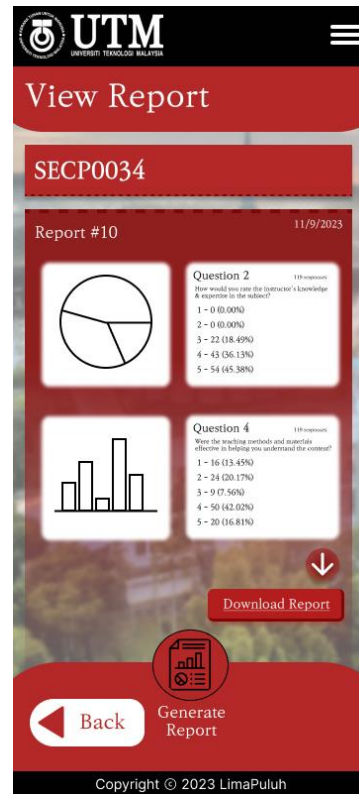 UTM
UNIVERSITI TEKNOLOGI MALAYSIA
View Report
SECP0034
Report #10
11/9/2023
Question 2
119 responses
How would you rate the instructor's knowledge
& expertise in the subject?
1 - 0 (0.00%)
2 - 0 (0.00%)
3 - 22 (18.49%)
4 - 43 (36.13%)
5 - 54 (45.38%)
Question 4
119 responses
Were the teaching methods and materials
effective in helping you understand the content?
1 - 16 (13.45%)
2 - 24 (20.17%)
3 - 9 (7.56%)
4 - 50 (42.02%)
5 - 20 (16.81%)
Download Report
Back
Generate
Report
Copyright © 2023 LimaPuluh